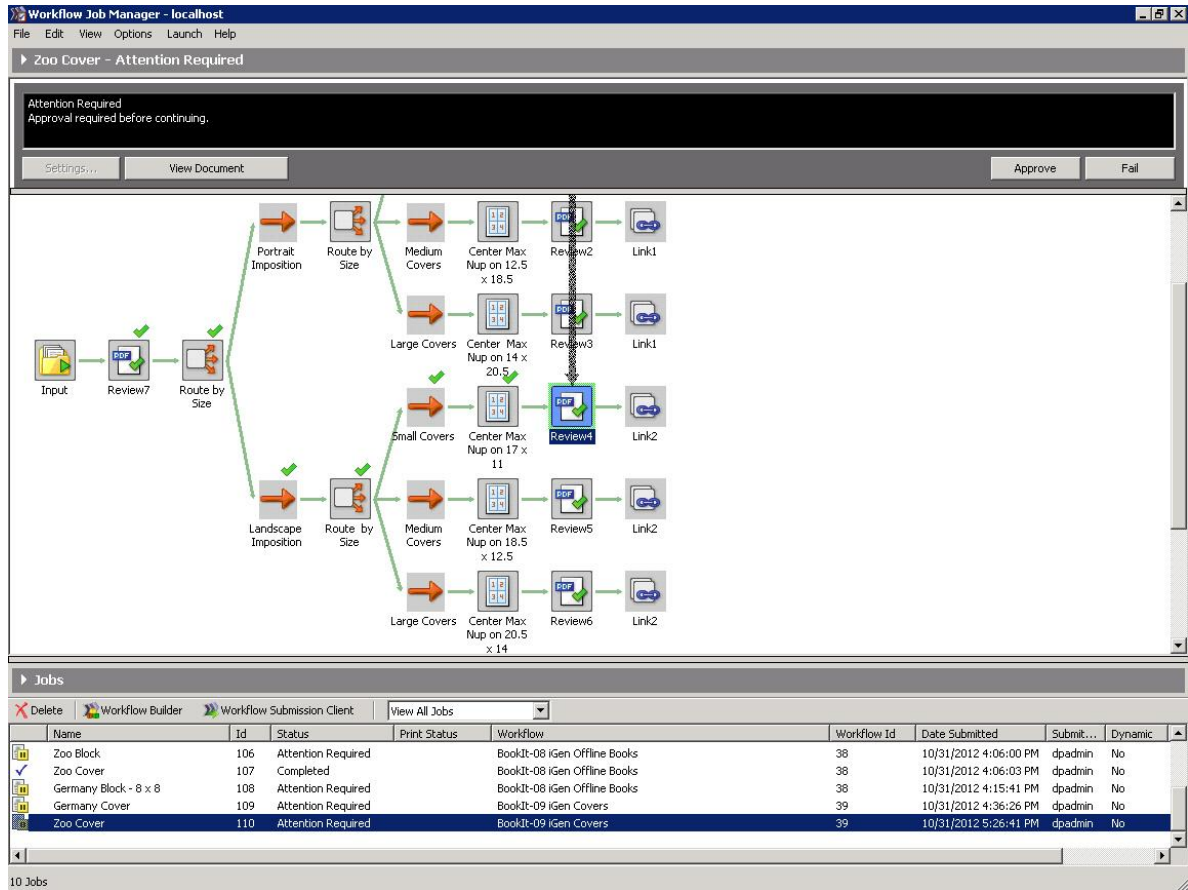 Workflow Job Manager - localhost
File Edit View Options Launch Help
Zoo Cover - Attention Required
Attention Required
Approval required before continuing.
Settings... View Document Approve Fail
Portrait Imposition
Route by Size
Medium Covers
Center Max Nup on 12.5 x 18.5
PDF
Review2
Link1
Large Covers
Center Max Nup on 14 x 20.5
PDF
Review3
Link1
Input
PDF
Review7
Route by Size
Small Covers
Center Max Nup on 17 x 11
PDF
Review4
Link2
Landscape Imposition
Route by Size
Medium Covers
Center Max Nup on 18.5 x 12.5
PDF
Review5
Link2
Large Covers
Center Max Nup on 20.5 x 14
PDF
Review6
Link2
Jobs
Delete Workflow Builder Workflow Submission Client View All Jobs
Name Id Status Print Status Workflow Workflow Id Date Submitted Submit... Dynamic
Zoo Block 106 Attention Required BookIt-08 iGen Offline Books 38 10/31/2012 4:06:00 PM dpadmin No
Zoo Cover 107 Completed BookIt-08 iGen Offline Books 38 10/31/2012 4:06:03 PM dpadmin No
Germany Block - 8 x 8 108 Attention Required BookIt-08 iGen Offline Books 38 10/31/2012 4:15:41 PM dpadmin No
Germany Cover 109 Attention Required BookIt-09 iGen Covers 39 10/31/2012 4:36:26 PM dpadmin No
Zoo Cover 110 Attention Required BookIt-09 iGen Covers 39 10/31/2012 5:26:41 PM dpadmin No
10 Jobs